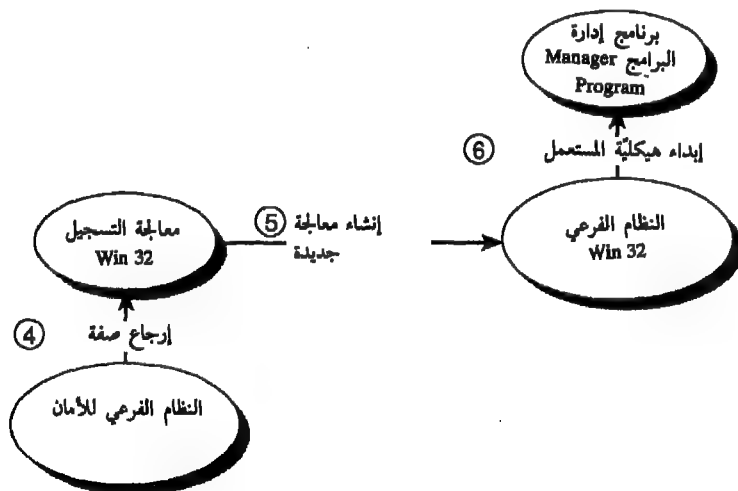 برنامج إدارة
البرامج Manager
Program
⑥ إبداء هيكليّة المستعمل
النظام الفرعي
Win 32
⑤ إنشاء معالجة
جديدة
معالجة التسجيل
Win 32
④ إرجاع صفة
النظام الفرعي للأمان